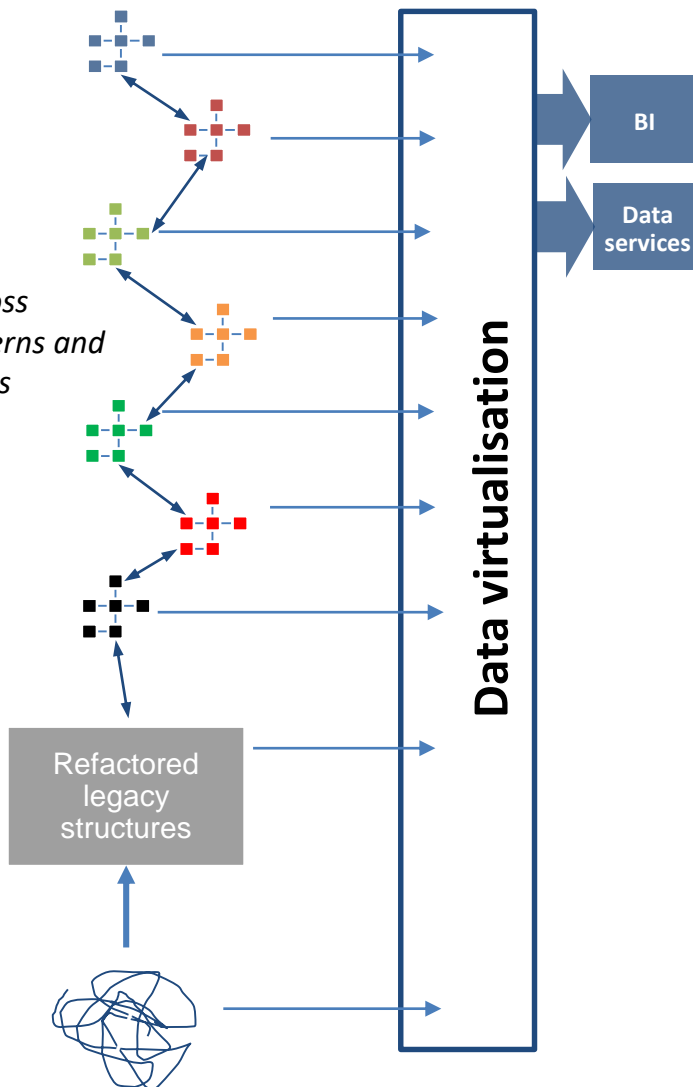 BI
Data
services
erns and
Data virtualisation
Refactored
legacy
structures